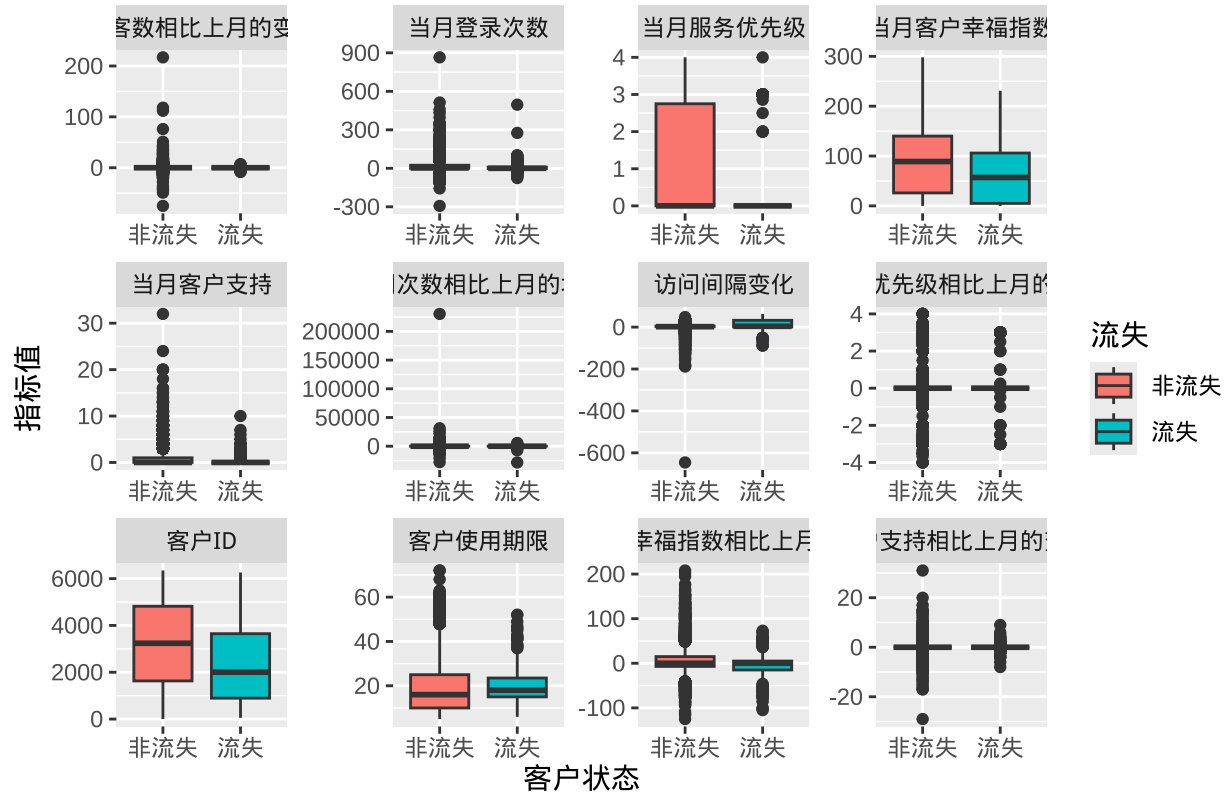 客数相比上月的变
当月登录次数
当月服务优先级
当月客户幸福指数
200
100
0
900
600
300
0
-300
4
3
2
1
0
300
200
100
0
非流失
流失
非流失
流失
非流失
流失
非流失
流失
当月客户支持
次数相比上月的
访问间隔变化
优先级相比上月的
30
20
10
0
200000
150000
100000
50000
0
0
-200
-400
-600
4
2
0
-2
-4
非流失
流失
非流失
流失
非流失
流失
非流失
流失
客户ID
客户使用期限
幸福指数相比上月
支持相比上月的
6000
4000
2000
0
60
40
20
200
100
0
-100
20
0
-20
非流失
流失
非流失
流失
非流失
流失
非流失
流失
客户状态
指标值
流失
非流失
流失